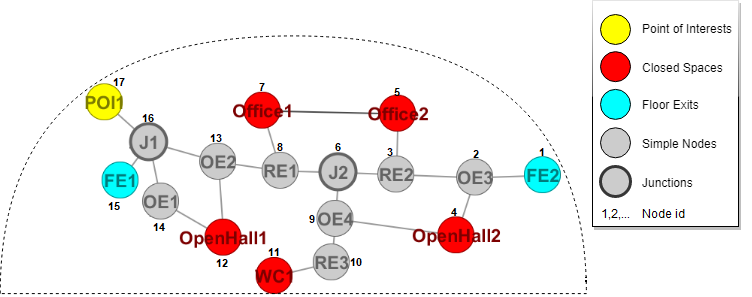 17
POI1
16
J1
FE1
15
OE1
14
13
OE2
OpenHall1
12
7
Office1
8
RE1
5
Office2
6
J2
3
RE2
2
OE3
1
FE2
9
OE4
4
OpenHall2
11
WC1
RE3
10
Point of Interests
Closed Spaces
Floor Exits
Simple Nodes
Junctions
1,2,... Node id